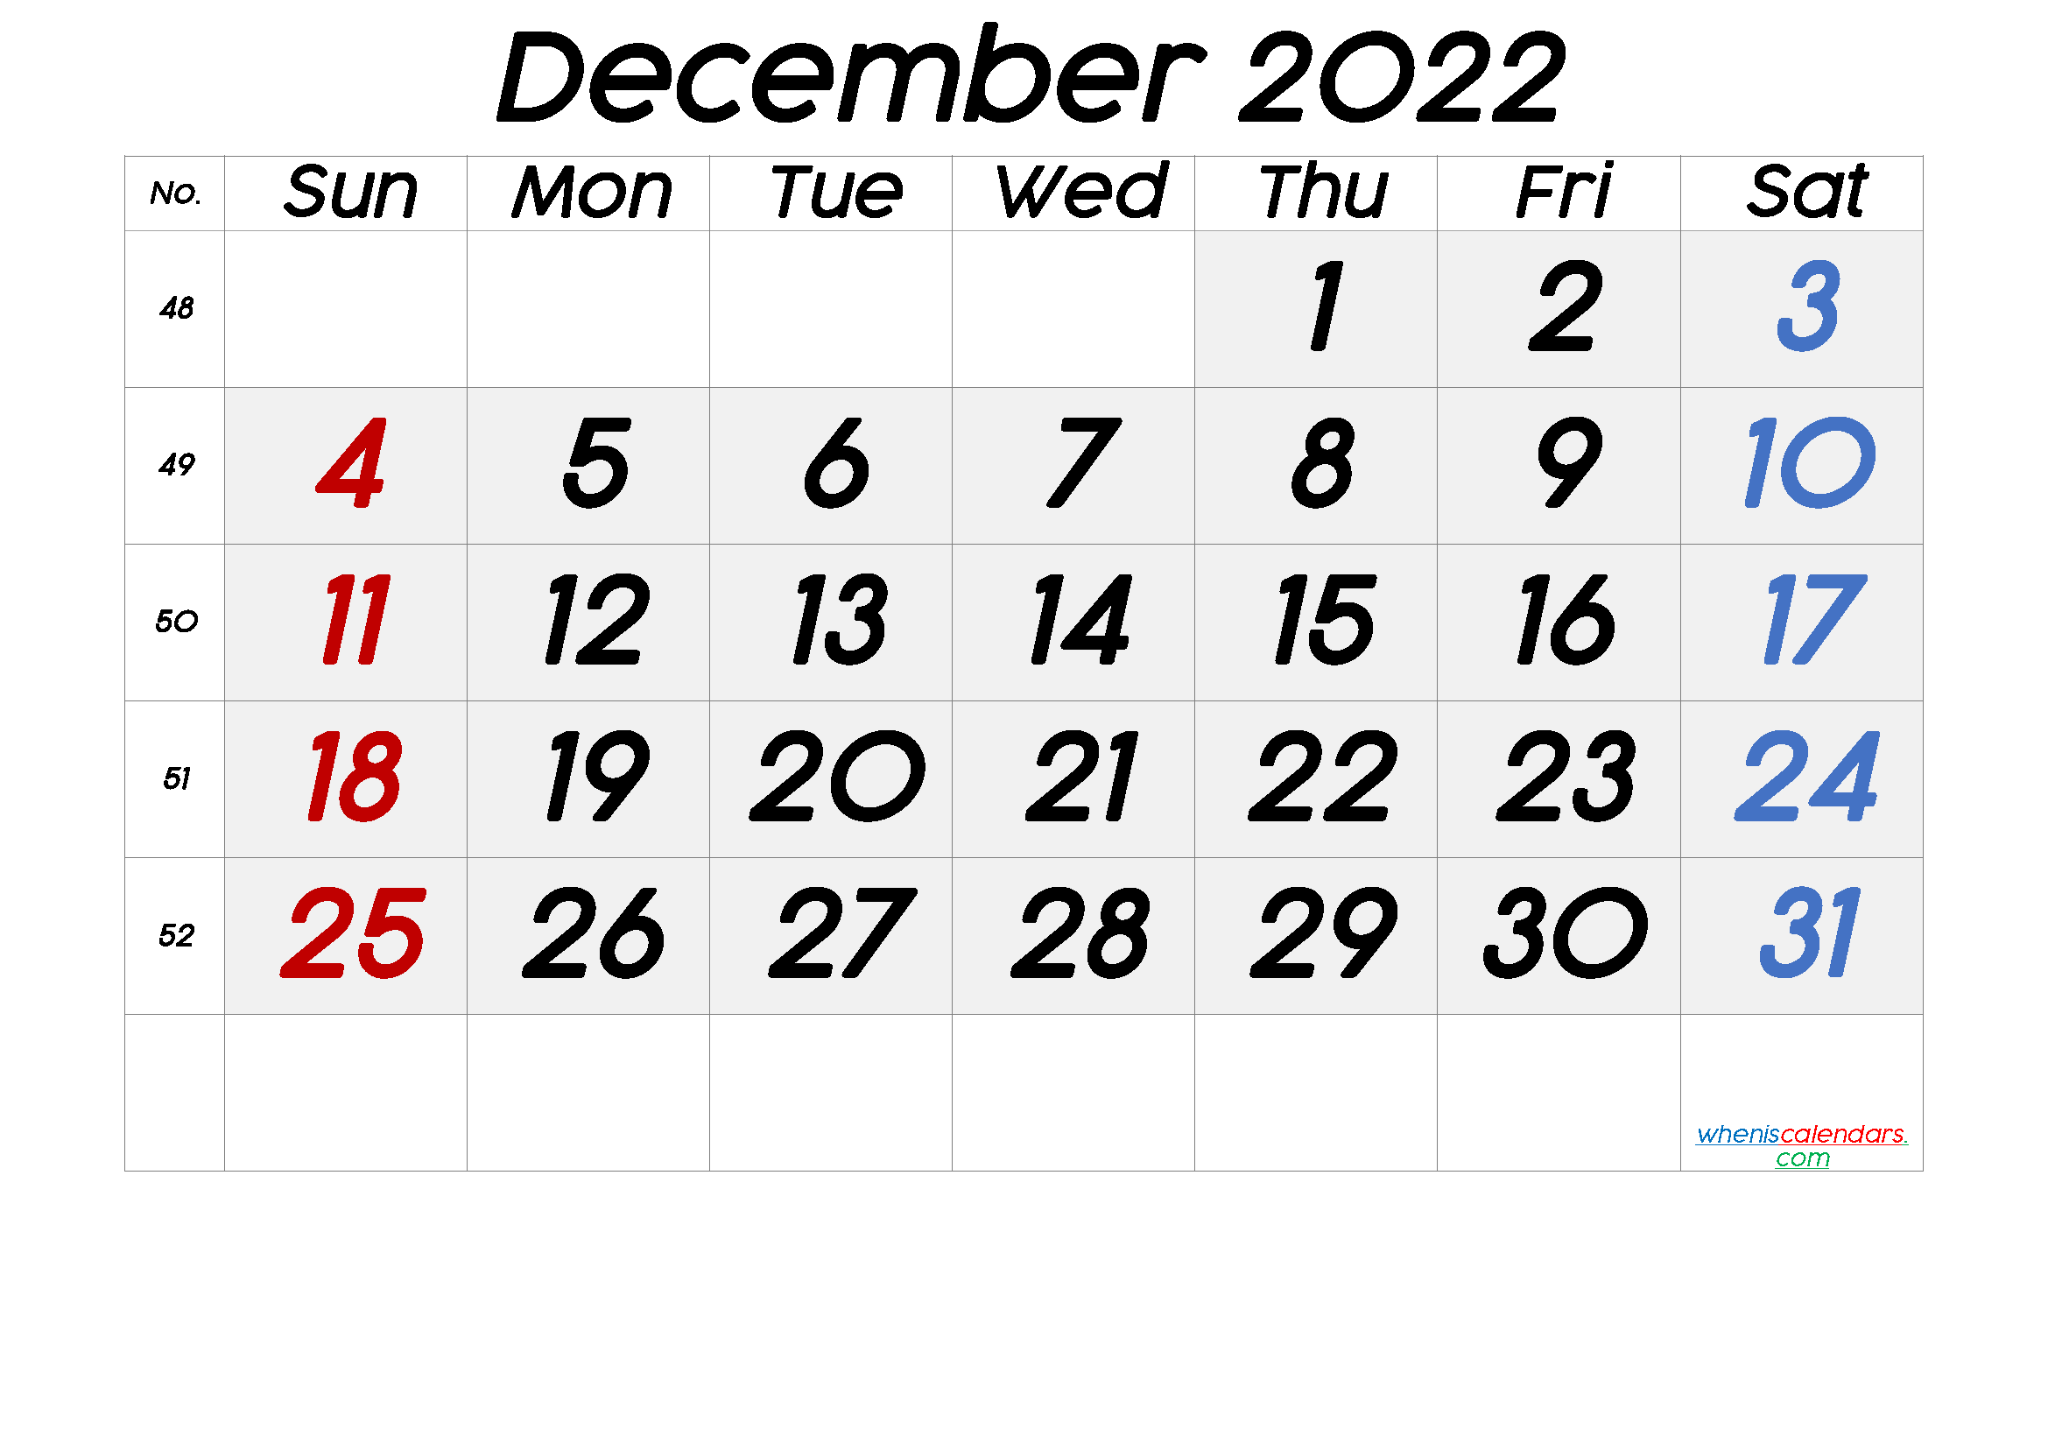 December 2022
No. Sun Mon Tue Wed Thu Fri Sat
48 1 2 3
49 4 5 6 7 8 9 10
50 11 12 13 14 15 16 17
51 18 19 20 21 22 23 24
52 25 26 27 28 29 30 31
wheniscalendars.
com